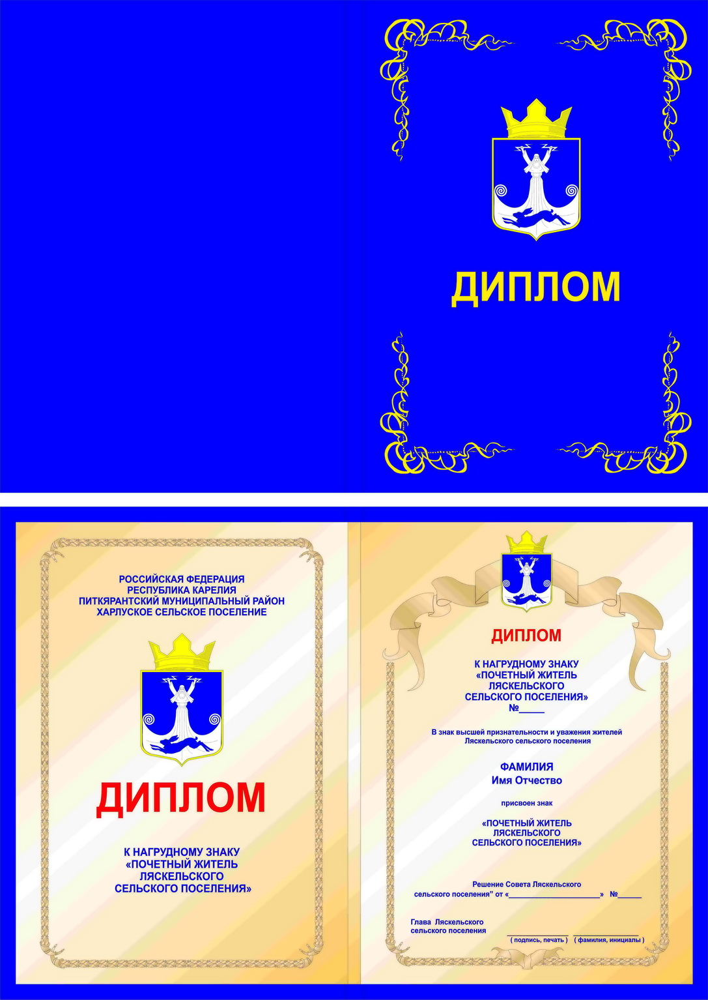 ДИПЛОМ
РОССИЙСКАЯ ФЕДЕРАЦИЯ
РЕСПУБЛИКА КАРЕЛИЯ
ПИТКЯРАНТСКИЙ МУНИЦИПАЛЬНЫЙ РАЙОН
ХАРЛУСКОЕ СЕЛЬСКОЕ ПОСЕЛЕНИЕ
ДИПЛОМ
К НАГРУДНОМУ ЗНАКУ
«ПОЧЕТНЫЙ ЖИТЕЛЬ
ЛЯСКЕЛЬСКОГО
СЕЛЬСКОГО ПОСЕЛЕНИЯ»
ДИПЛОМ
К НАГРУДНОМУ ЗНАКУ
«ПОЧЕТНЫЙ ЖИТЕЛЬ
ЛЯСКЕЛЬСКОГО
СЕЛЬСКОГО ПОСЕЛЕНИЯ»
№_____
В знак высшей признательности и уважения жителей
Ляскельского сельского поселения
ФАМИЛИЯ
Имя Отчество
присвоен знак
«ПОЧЕТНЫЙ ЖИТЕЛЬ
ЛЯСКЕЛЬСКОГО
СЕЛЬСКОГО ПОСЕЛЕНИЯ»
Решение Совета Ляскельского
сельского поселения" от «_______________________» №______
Глава Ляскельского
сельского поселения ________________ _________________
( подпись, печать ) ( фамилия, инициалы )